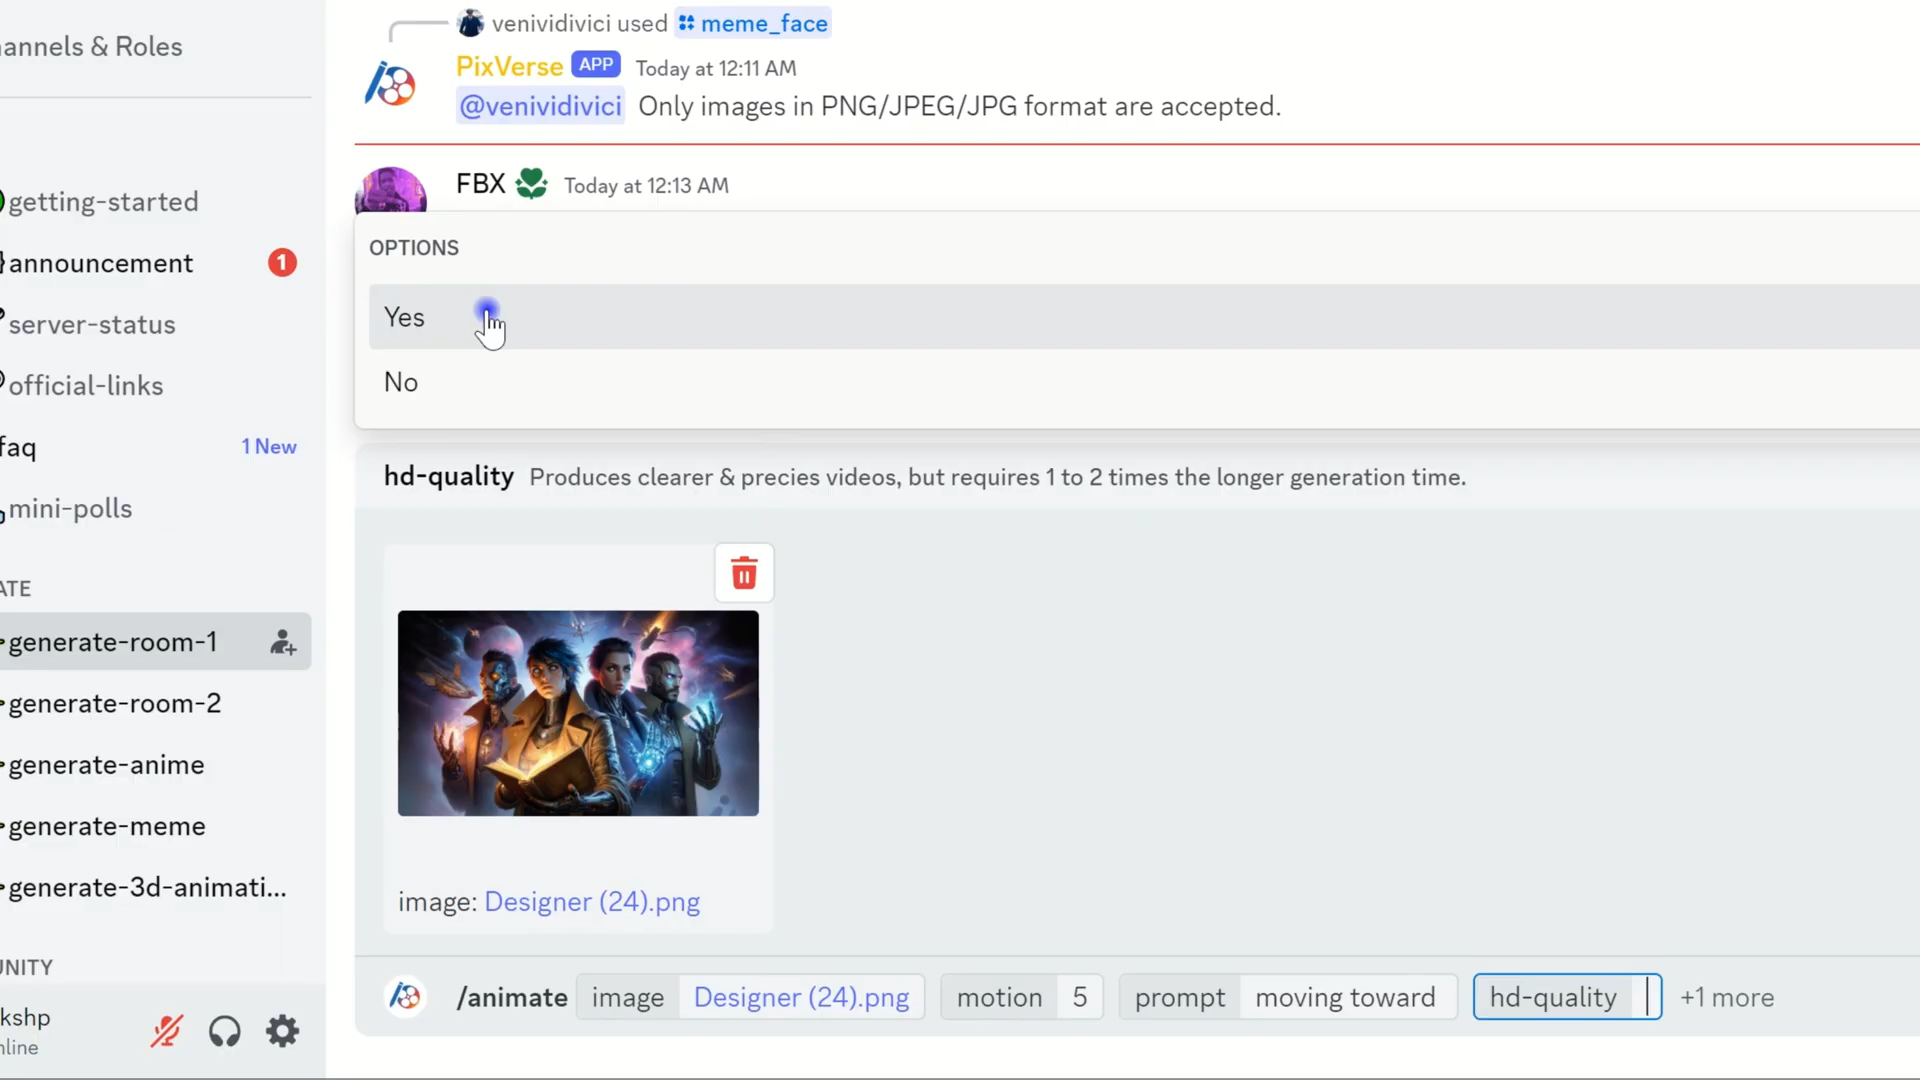 annels & Roles
getting-started
announcement
1
server-status
official-links
faq
1 New
mini-polls
ATE
generate-room-1
generate-room-2
generate-anime
generate-meme
generate-3d-animati...
UNITY
kshp
nline
venividivici used meme_face
PixVerse APP Today at 12:11 AM
@venividivici Only images in PNG/JPEG/JPG format are accepted.
FBX Today at 12:13 AM
OPTIONS
Yes
No
hd-quality Produces clearer & precies videos, but requires 1 to 2 times the longer generation time.
image: Designer (24).png
/animate image Designer (24).png motion 5 prompt moving toward hd-quality +1 more